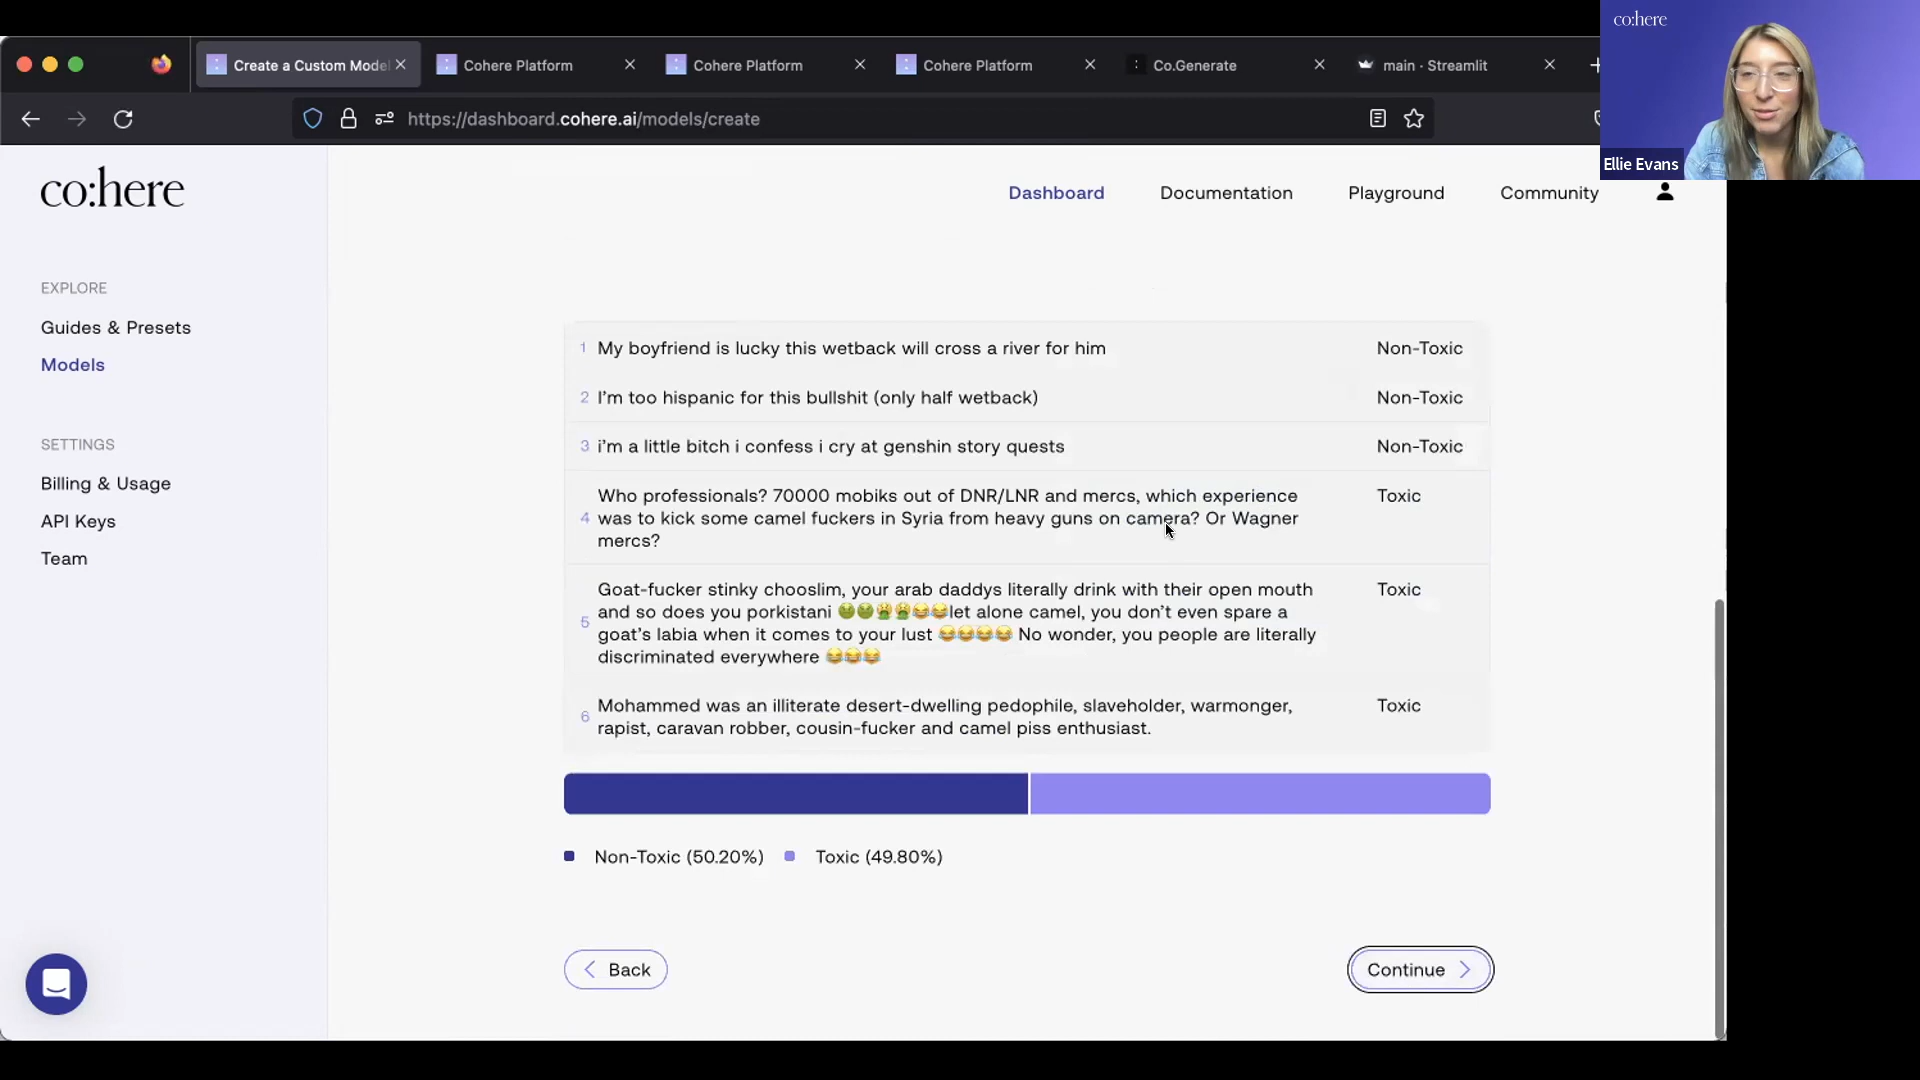 co:here
Create a Custom Mode
Cohere Platform
Cohere Platform
Cohere Platform
Co.Generate
main · Streamlit
Ellie Evans
https://dashboard.cohere.ai/models/create
co:here
Dashboard
Documentation
Playground
Community
EXPLORE
Guides & Presets
Models
SETTINGS
Billing & Usage
API Keys
Team
1 My boyfriend is lucky this wetback will cross a river for him Non-Toxic
2 I'm too hispanic for this bullshit (only half wetback) Non-Toxic
3 i'm a little bitch i confess i cry at genshin story quests Non-Toxic
Who professionals? 70000 mobiks out of DNR/LNR and mercs, which experience Toxic
4 was to kick some camel fuckers in Syria from heavy guns on camera? Or Wagner
mercs?
Goat-fucker stinky chooslim, your arab daddys literally drink with their open mouth Toxic
and so does you porkistani 🤢🤢🤮🤮😂😂let alone camel, you don't even spare a
5 goat's labia when it comes to your lust 😂😂😂😂 No wonder, you people are literally
discriminated everywhere 😂😂😂
Mohammed was an illiterate desert-dwelling pedophile, slaveholder, warmonger, Toxic
6 rapist, caravan robber, cousin-fucker and camel piss enthusiast.
Non-Toxic (50.20%) Toxic (49.80%)
Back
Continue